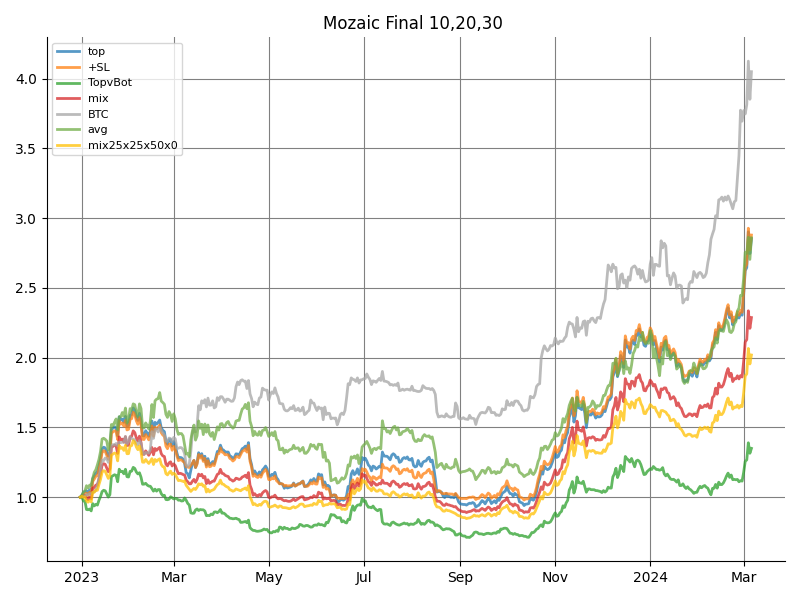 Mozaic Final 10,20,30
top
+SL
TopvBot
mix
BTC
avg
mix25x25x50x0
4.0
3.5
3.0
2.5
2.0
1.5
1.0
2023 Mar May Jul Sep Nov 2024 Mar